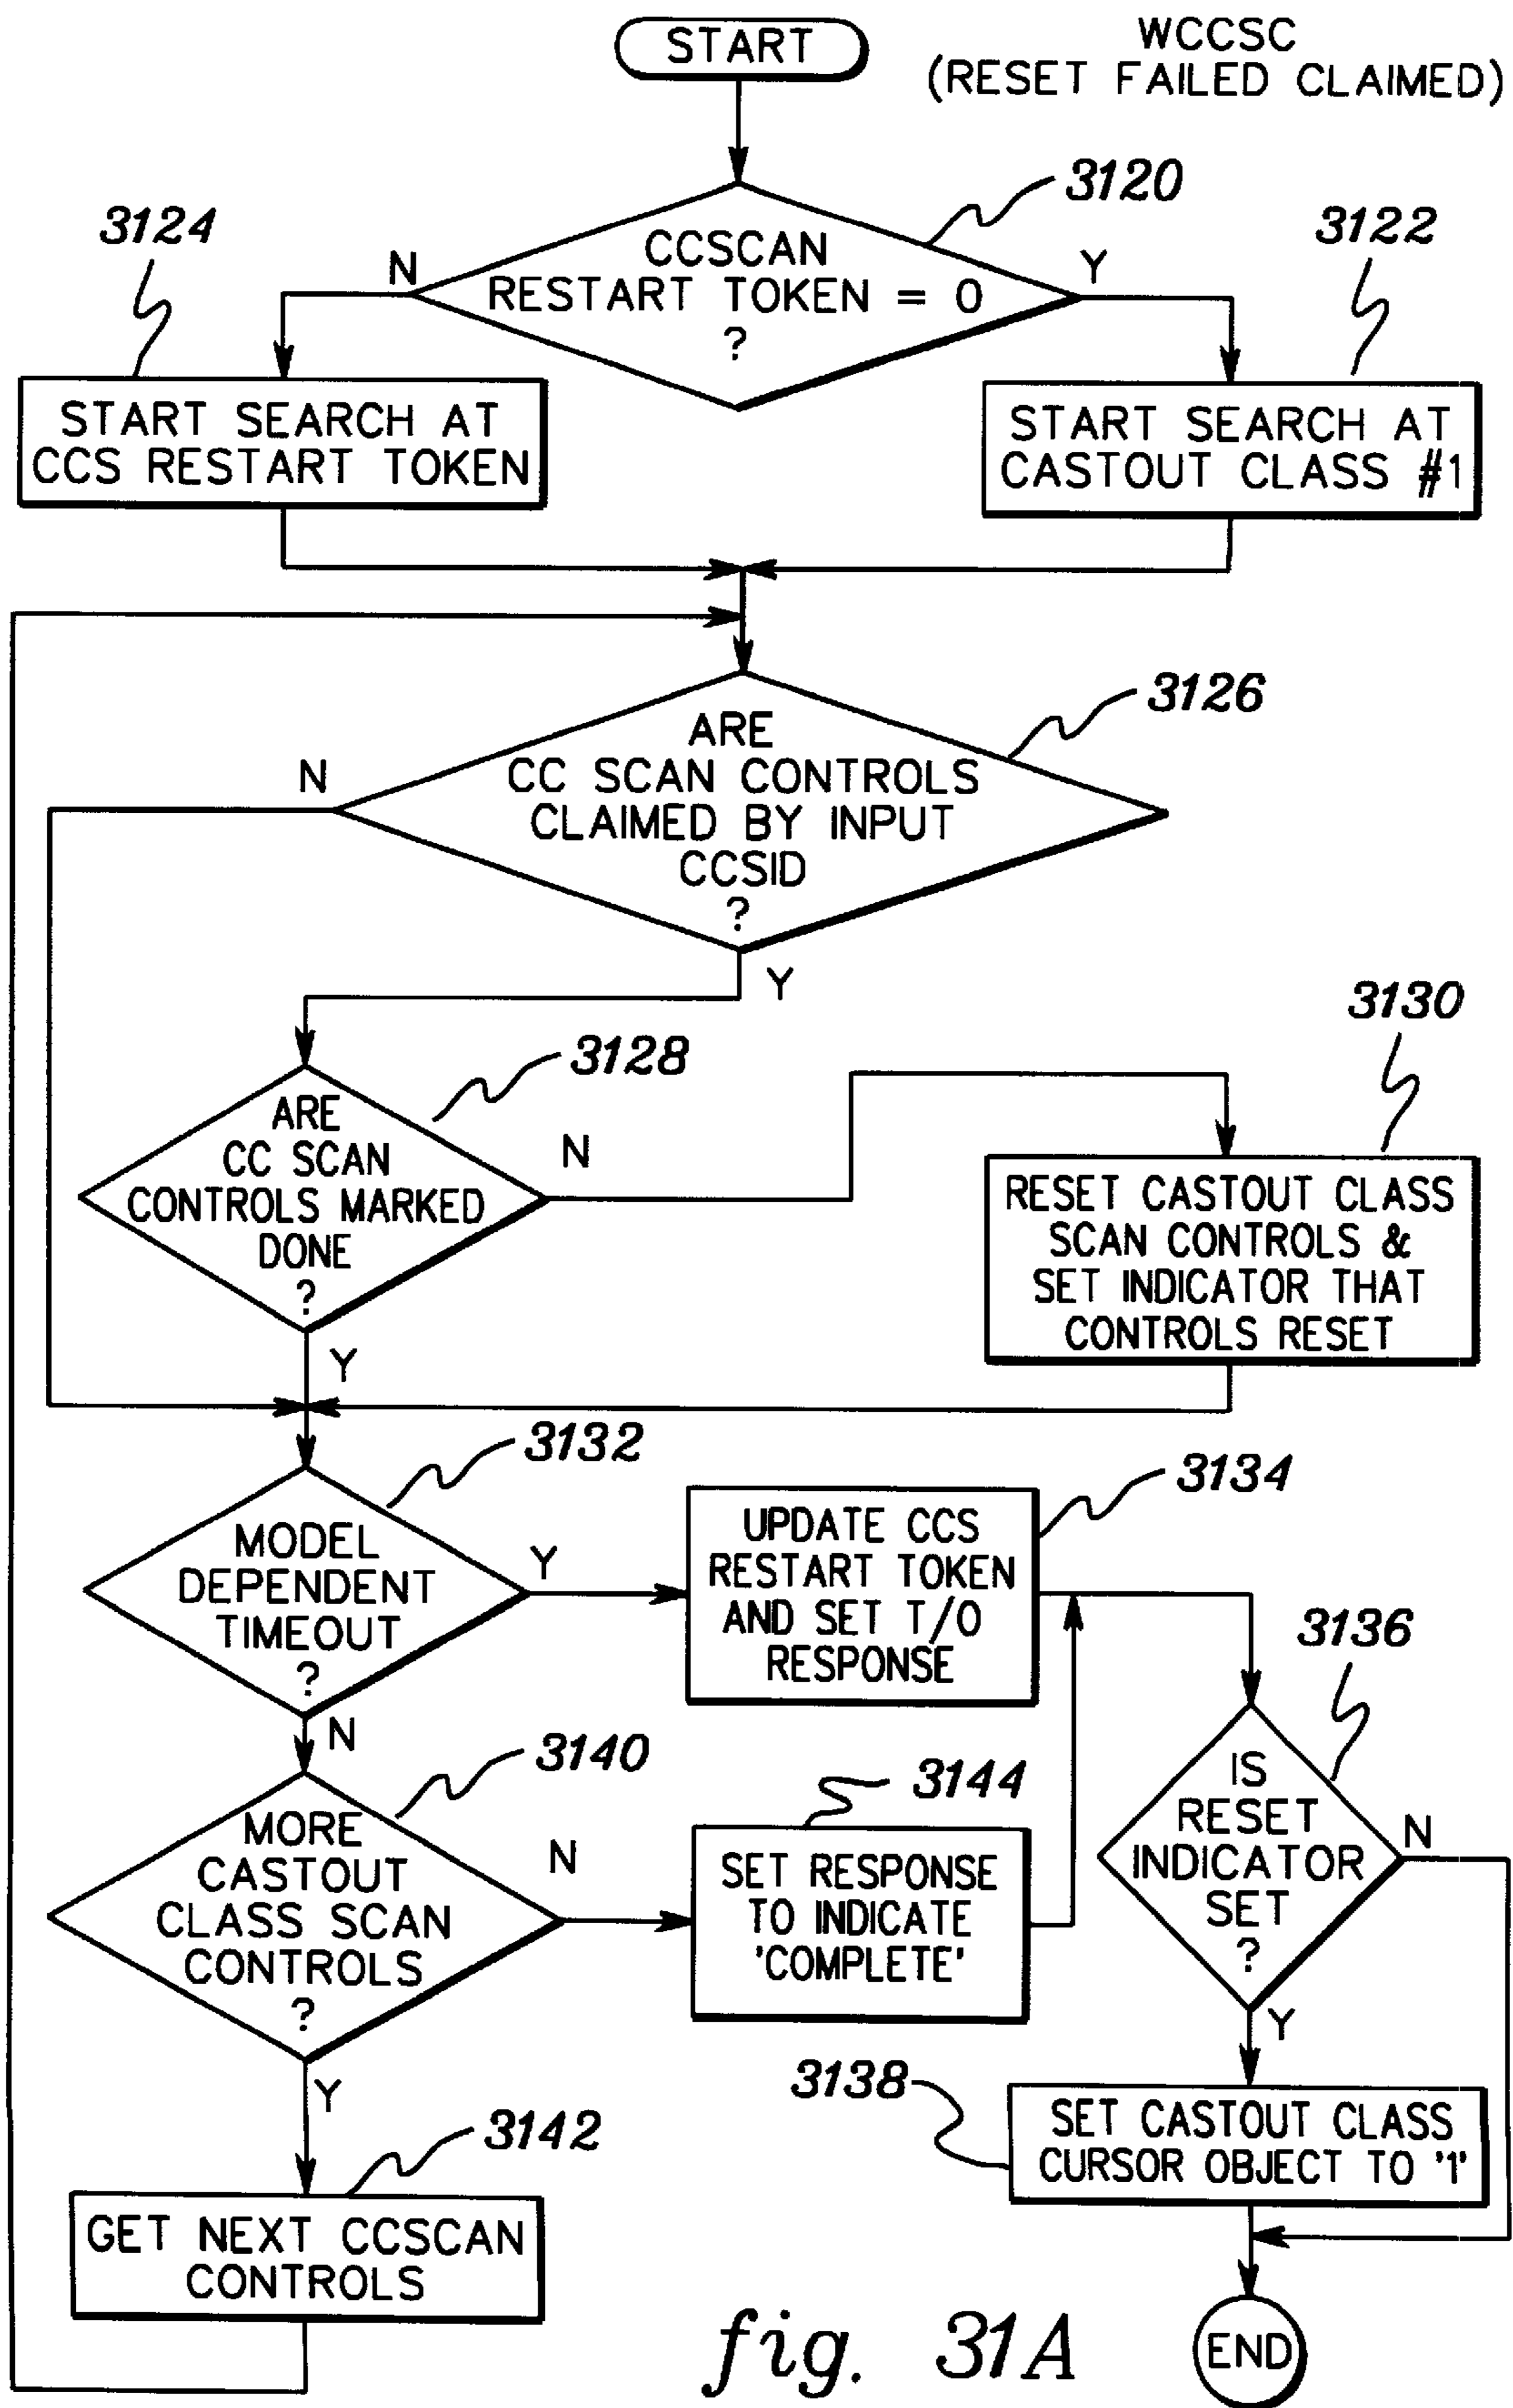 START
WCCSC
(RESET FAILED CLAIMED)
3120
3124
3122
CCSCAN
RESTART TOKEN = 0
?
N
Y
START SEARCH AT
CCS RESTART TOKEN
START SEARCH AT
CASTOUT CLASS #1
3126
ARE
CC SCAN CONTROLS
CLAIMED BY INPUT
CCSID
?
N
Y
3128
3130
ARE
CC SCAN
CONTROLS MARKED
DONE
?
N
Y
RESET CASTOUT CLASS
SCAN CONTROLS &
SET INDICATOR THAT
CONTROLS RESET
3132
MODEL
DEPENDENT
TIMEOUT
?
Y
N
3134
UPDATE CCS
RESTART TOKEN
AND SET T/O
RESPONSE
3136
IS
RESET
INDICATOR
SET
?
N
Y
3140
MORE
CASTOUT
CLASS SCAN
CONTROLS
?
N
Y
3144
SET RESPONSE
TO INDICATE
'COMPLETE'
3138
SET CASTOUT CLASS
CURSOR OBJECT TO '1'
3142
GET NEXT CCSCAN
CONTROLS
END
fig. 31A